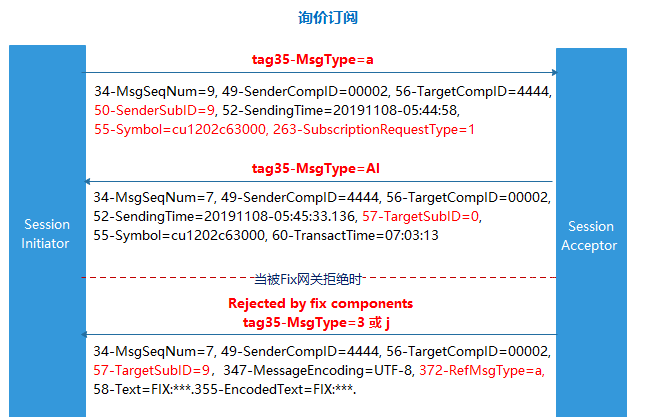 询价订阅
tag35-MsgType=a
34-MsgSeqNum=9, 49-SenderCompID=00002, 56-TargetCompID=4444,
50-SenderSubID=9, 52-SendingTime=20191108-05:44:58,
55-Symbol=cu1202c63000, 263-SubscriptionRequestType=1
tag35-MsgType=AI
34-MsgSeqNum=7, 49-SenderCompID=4444, 56-TargetCompID=00002,
52-SendingTime=20191108-05:45:33.136, 57-TargetSubID=0,
55-Symbol=cu1202c63000, 60-TransactTime=07:03:13
Session
Initiator
Session
Acceptor
当被Fix网关拒绝时
Rejected by fix components
tag35-MsgType=3 或 j
34-MsgSeqNum=7, 49-SenderCompID=4444, 56-TargetCompID=00002,
57-TargetSubID=9，347-MessageEncoding=UTF-8, 372-RefMsgType=a,
58-Text=FIX:***.355-EncodedText=FIX:***.